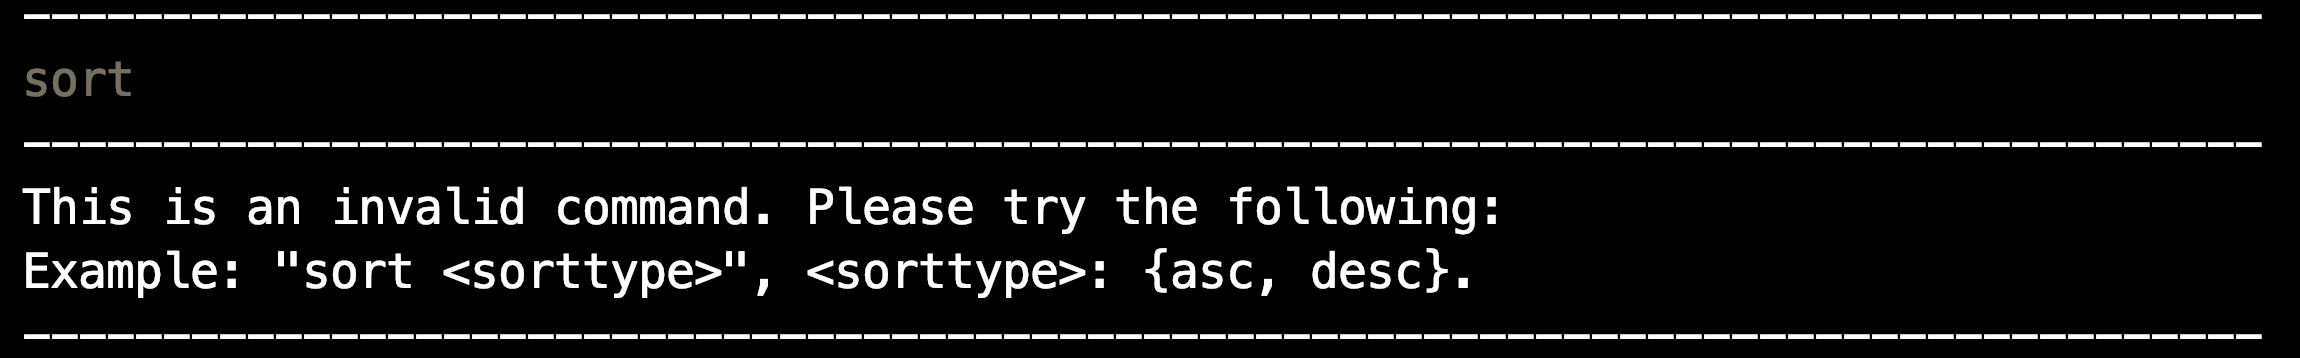 sort
This is an invalid command. Please try the following:
Example: "sort <sorttype>", <sorttype>: {asc, desc}.